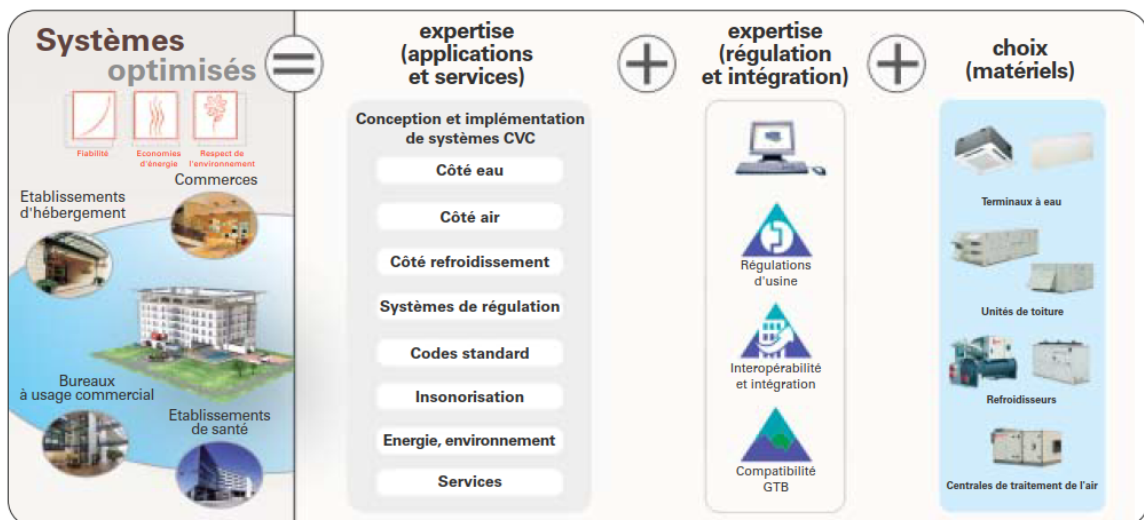 Systèmes
optimisés
Fiabilité
Economies
d'énergie
Respect de
l'environnement
Commerces
Etablissements
d'hébergement
Bureaux
à usage commercial
Etablissements
de santé
=
expertise
(applications
et services)
Conception et implémentation
de systèmes CVC
Côté eau
Côté air
Côté refroidissement
Systèmes de régulation
Codes standard
Insonorisation
Energie, environnement
Services
+
expertise
(régulation
et intégration)
Régulations
d'usine
Interopérabilité
et intégration
Compatibilité
GTB
+
choix
(matériels)
Terminaux à eau
Unités de toiture
Refroidisseurs
Centrales de traitement de l'air